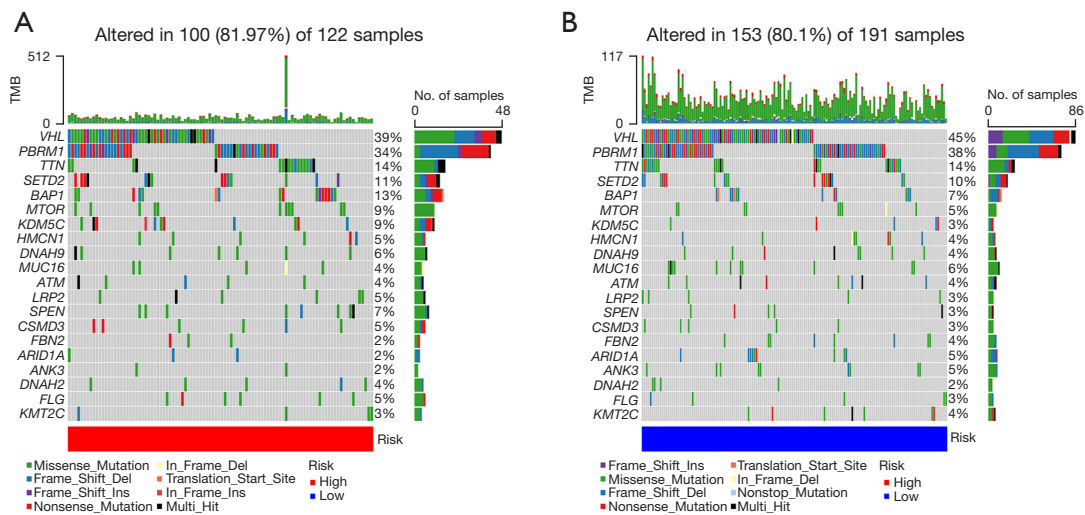 A
Altered in 100 (81.97%) of 122 samples
512
0
TMB
No. of samples
0 48
VHL 39%
PBRM1 34%
TTN 14%
SETD2 11%
BAP1 13%
MTOR 9%
KDM5C 9%
HMCN1 5%
DNAH9 6%
MUC16 4%
ATM 4%
LRP2 5%
SPEN 7%
CSMD3 5%
FBN2 2%
ARID1A 2%
ANK3 2%
DNAH2 4%
FLG 5%
KMT2C 3%
Risk
Missense_Mutation
Frame_Shift_Del
Frame_Shift_Ins
Nonsense_Mutation
In_Frame_Del
Translation_Start_Site
In_Frame_Ins
Multi_Hit
Risk
High
Low
B
Altered in 153 (80.1%) of 191 samples
117
0
TMB
No. of samples
0 86
VHL 45%
PBRM1 38%
TTN 14%
SETD2 10%
BAP1 7%
MTOR 5%
KDM5C 3%
HMCN1 4%
DNAH9 4%
MUC16 6%
ATM 4%
LRP2 3%
SPEN 3%
CSMD3 3%
FBN2 4%
ARID1A 5%
ANK3 5%
DNAH2 2%
FLG 3%
KMT2C 4%
Risk
Frame_Shift_Ins
Missense_Mutation
Frame_Shift_Del
Nonsense_Mutation
Translation_Start_Site
In_Frame_Del
Nonstop_Mutation
Multi_Hit
Risk
High
Low